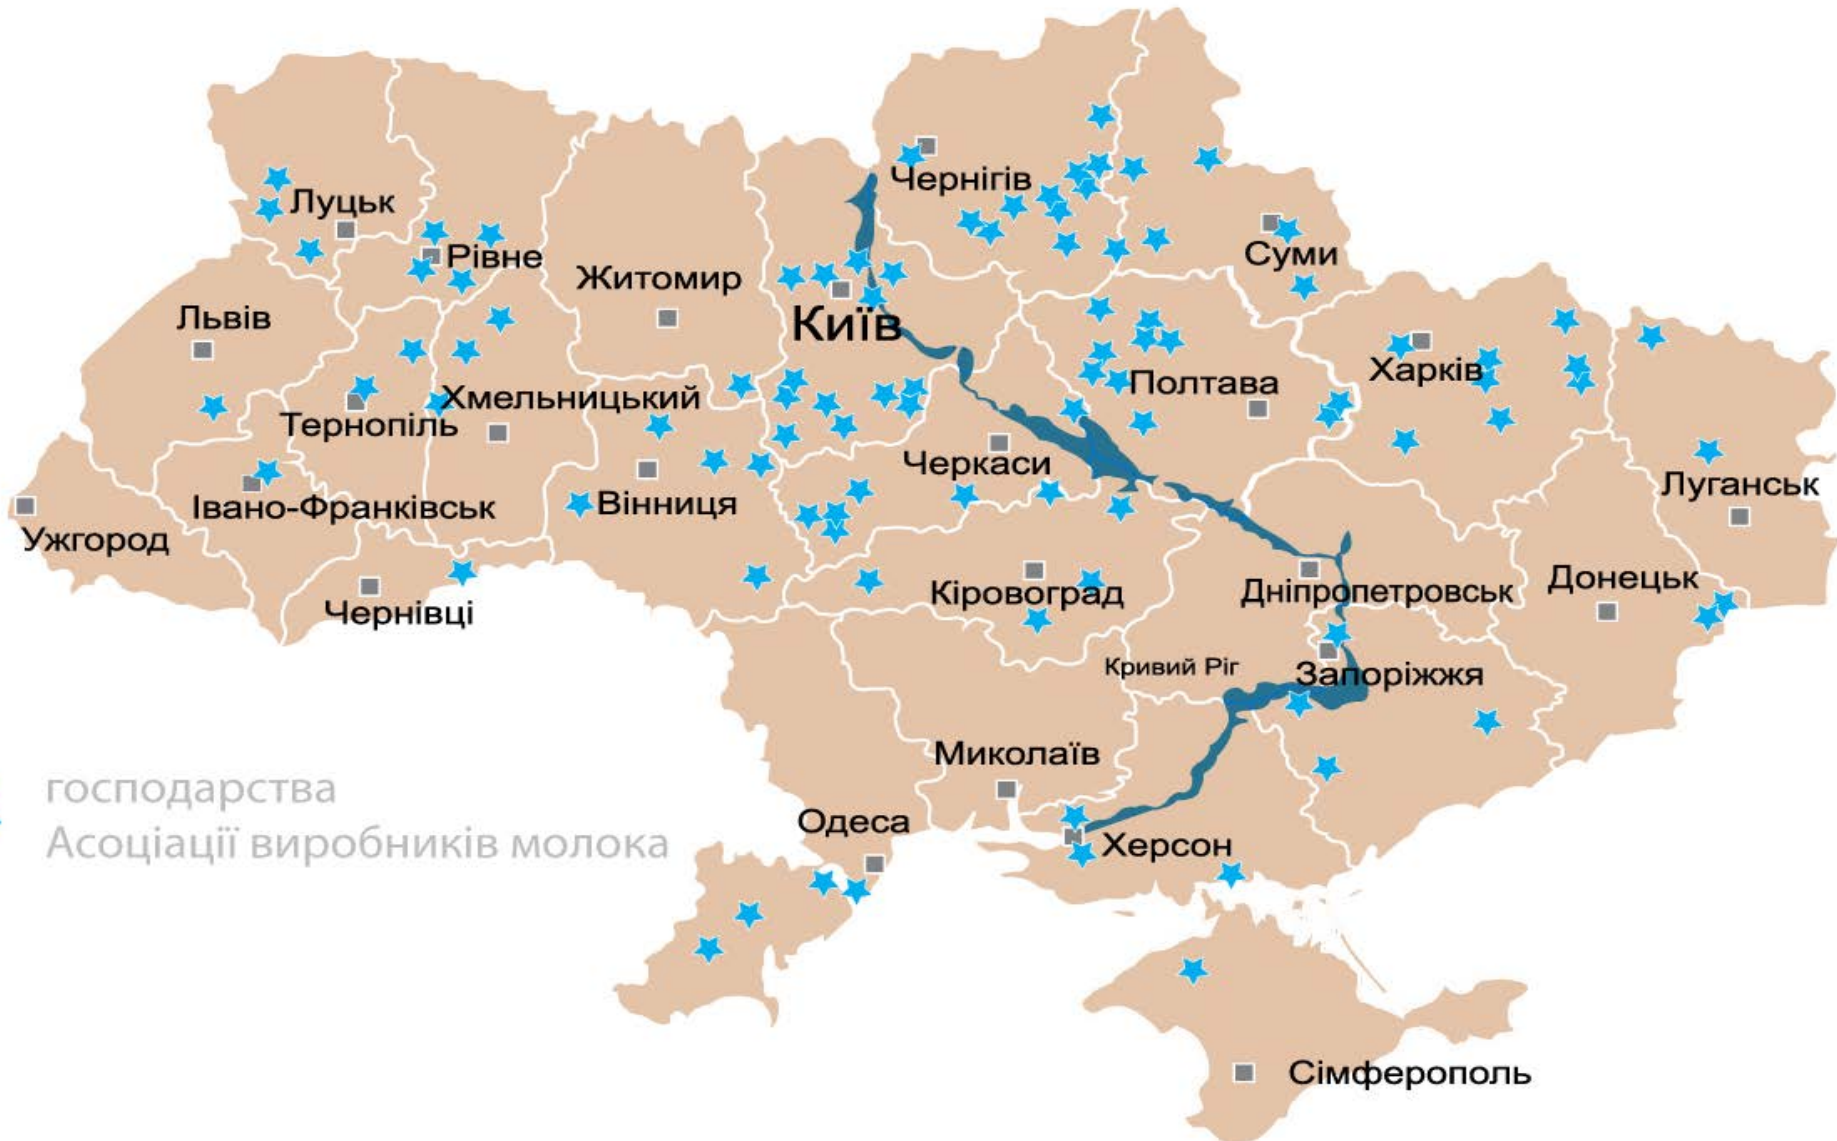 Чернігів
Луцьк
Рівне
Суми
Житомир
Львів
Київ
Харків
Полтава
Хмельницький
Тернопіль
Черкаси
Луганськ
Вінниця
Івано-Франківськ
Ужгород
Донецьк
Кіровоград
Дніпропетровськ
Чернівці
Кривий Ріг
Запоріжжя
Миколаїв
господарства
Асоціації виробників молока
Одеса
Херсон
Сімферополь